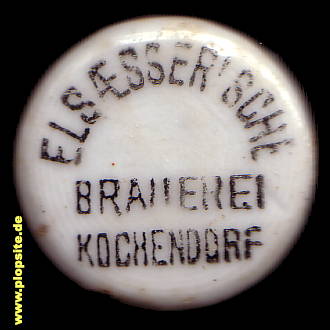 ELSÆSSER'SCHE
BRAUEREI
KOCHENDORF
www.plopsite.de